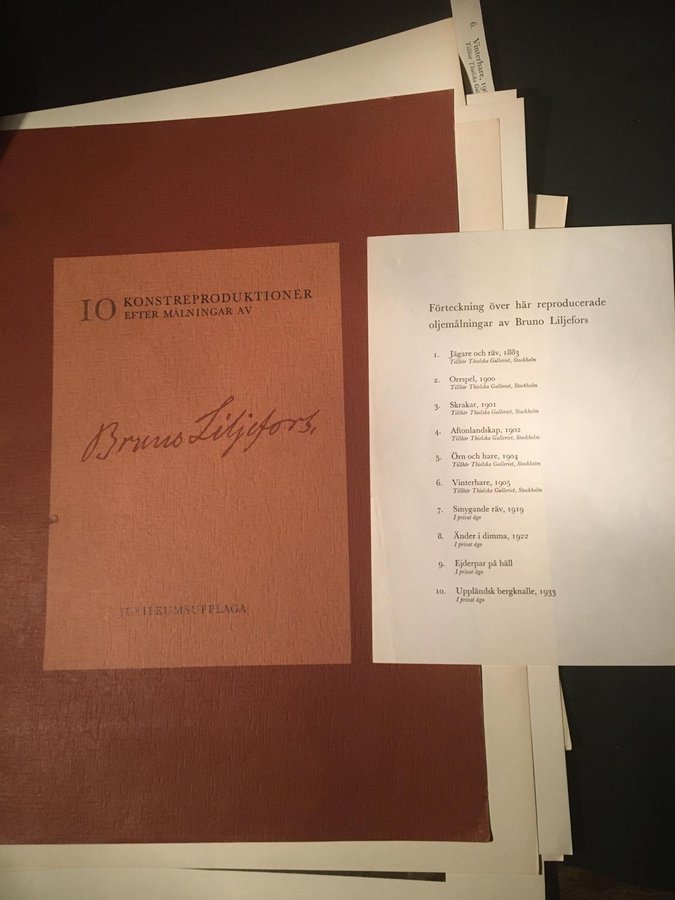 6. Vinterhare, 190
Tillhör Thielska Gal
10 KONSTREPRODUKTIONER
EFTER MÅLNINGAR AV
Bruno Liljefors.
JUBILEUMSUPPLAGA
Förteckning över här reproducerade
oljemålningar av Bruno Liljefors
1. Jägare och räv, 1883
Tillhör Thielska Galleriet, Stockholm
2. Orrspel, 1900
Tillhör Thielska Galleriet, Stockholm
3. Skrakar, 1901
Tillhör Thielska Galleriet, Stockholm
4. Aftonlandskap, 1902
Tillhör Thielska Galleriet, Stockholm
5. Örn och hare, 1904
Tillhör Thielska Galleriet, Stockholm
6. Vinterhare, 1905
Tillhör Thielska Galleriet, Stockholm
7. Smygande räv, 1919
I privat ägo
8. Änder i dimma, 1922
I privat ägo
9. Ejderpar på häll
I privat ägo
10. Uppländsk bergknalle, 1933
I privat ägo